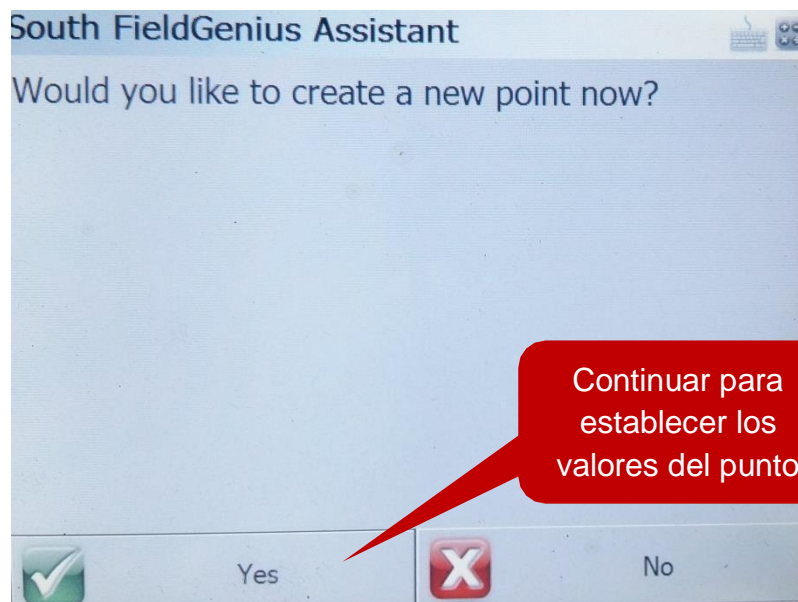 South FieldGenius Assistant
Would you like to create a new point now?
Continuar para
establecer los
valores del punto
Yes
No